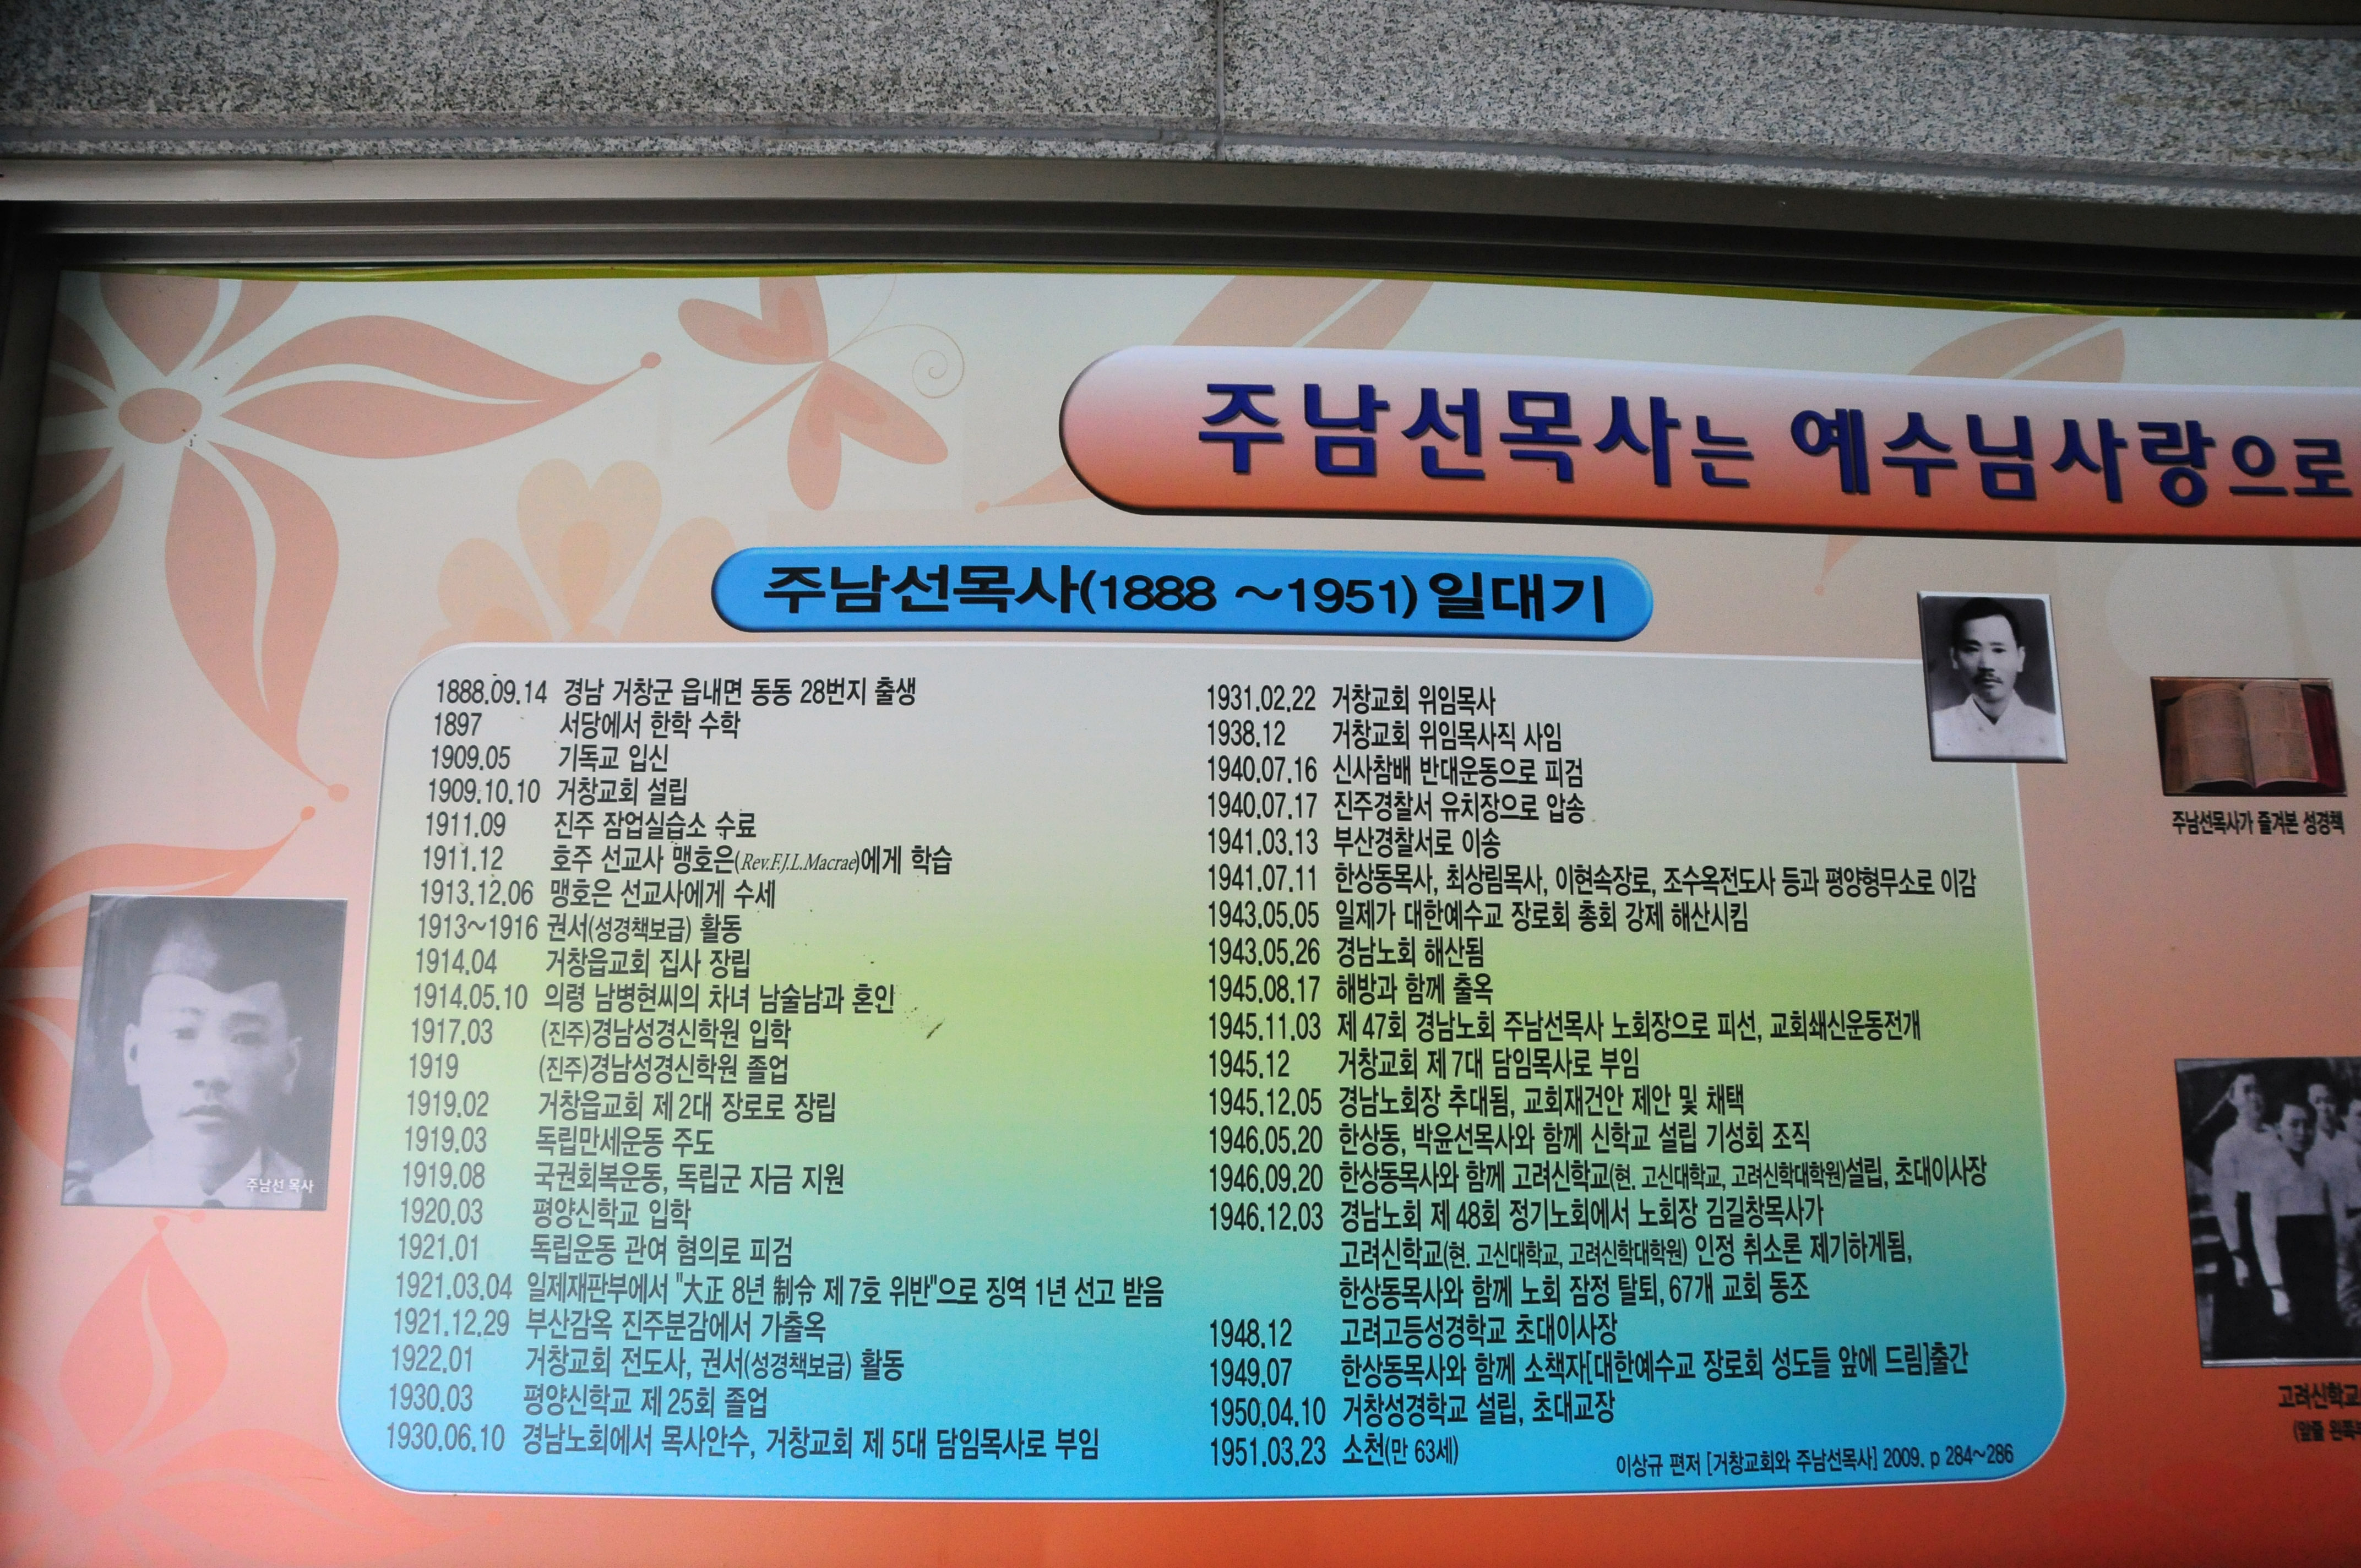 주남선목사는 예수님사랑으로
주남선목사(1888 ~1951) 일대기
1888.09.14 경남 거창군 읍내면 동동 28번지 출생
1897 서당에서 한학 수학
1909.05 기독교 입신
1909.10.10 거창교회 설립
1911.09 진주 잠업실습소 수료
1911.12 호주 선교사 맹호은(Rev.F.J.L.Macrae)에게 학습
1913.12.06 맹호은 선교사에게 수세
1913~1916 권서(성경책보급) 활동
1914.04 거창읍교회 집사 장립
1914.05.10 의령 남병현씨의 차녀 남술남과 혼인
1917.03 (진주)경남성경신학원 입학
1919 (진주)경남성경신학원 졸업
1919.02 거창읍교회 제2대 장로로 장립
1919.03 독립만세운동 주도
1919.08 국권회복운동, 독립군 자금 지원
1920.03 평양신학교 입학
1921.01 독립운동 관여 혐의로 피검
1921.03.04 일제재판부에서 "大正 8년 制令 제7호 위반"으로 징역 1년 선고 받음
1921.12.29 부산감옥 진주분감에서 가출옥
1922.01 거창교회 전도사, 권서(성경책보급) 활동
1930.03 평양신학교 제25회 졸업
1930.06.10 경남노회에서 목사안수, 거창교회 제5대 담임목사로 부임
1931.02.22 거창교회 위임목사
1938.12 거창교회 위임목사직 사임
1940.07.16 신사참배 반대운동으로 피검
1940.07.17 진주경찰서 유치장으로 압송
1941.03.13 부산경찰서로 이송
1941.07.11 한상동목사, 최상림목사, 이현속장로, 조수옥전도사 등과 평양형무소로 이감
1943.05.05 일제가 대한예수교 장로회 총회 강제 해산시킴
1943.05.26 경남노회 해산됨
1945.08.17 해방과 함께 출옥
1945.11.03 제47회 경남노회 주남선목사 노회장으로 피선, 교회쇄신운동전개
1945.12 거창교회 제7대 담임목사로 부임
1945.12.05 경남노회장 추대됨, 교회재건안 제안 및 채택
1946.05.20 한상동, 박윤선목사와 함께 신학교 설립 기성회 조직
1946.09.20 한상동목사와 함께 고려신학교(현. 고신대학교, 고려신학대학원)설립, 초대이사장
1946.12.03 경남노회 제48회 정기노회에서 노회장 김길창목사가
고려신학교(현. 고신대학교, 고려신학대학원) 인정 취소론 제기하게됨,
한상동목사와 함께 노회 잠정 탈퇴, 67개 교회 동조
1948.12 고려고등성경학교 초대이사장
1949.07 한상동목사와 함께 소책자[대한예수교 장로회 성도들 앞에 드림]출간
1950.04.10 거창성경학교 설립, 초대교장
1951.03.23 소천(만 63세)
이상규 편저 [거창교회와 주남선목사] 2009. p 284~286
주남선 목사
주남선목사가 즐겨본 성경책
고려신학교
(앞줄 왼쪽